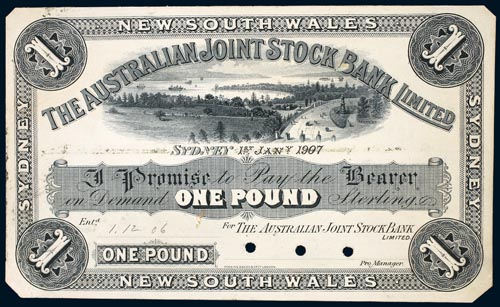 NEW SOUTH WALES
1 1
THE AUSTRALIAN JOINT STOCK BANK LIMITED
SYDNEY SYDNEY
SYDNEY 1ST JANY 1907
I Promise to Pay the Bearer
on Demand ONE POUND Sterling.
Entd. 1.12.06 For THE AUSTRALIAN JOINT STOCK BANK
LIMITED.
ONE POUND
Pro Manager.
1 1
NEW SOUTH WALES